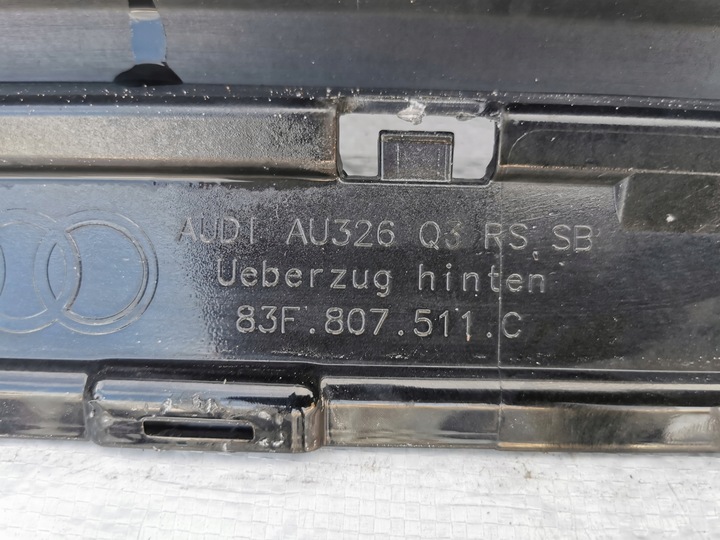 AUDI AU326 Q3 RS SB
Ueberzug hinten
83F.807.511.C